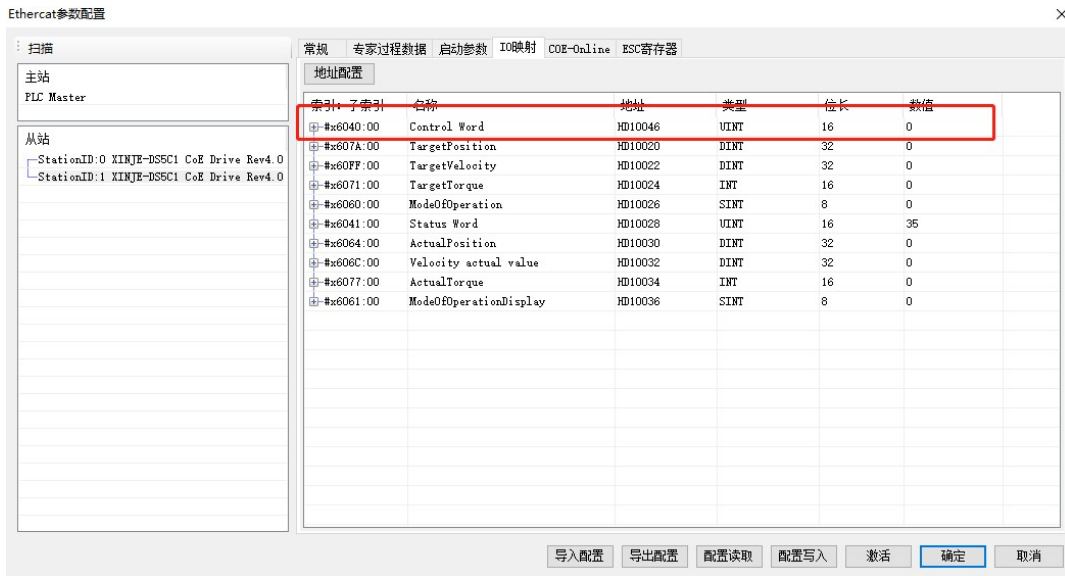 Ethercat参数配置
扫描
主站
PLC Master
从站
StationID:0 XINJE-DS5C1 CoE Drive Rev4.0
StationID:1 XINJE-DS5C1 CoE Drive Rev4.0
常规 专家过程数据 启动参数 IO映射 COE-Online ESC寄存器
地址配置
索引: 子索引 名称 地址 类型 位长 数值
#x6040:00 Control Word HD10046 UINT 16 0
#x607A:00 TargetPosition HD10020 DINT 32 0
#x60FF:00 TargetVelocity HD10022 DINT 32 0
#x6071:00 TargetTorque HD10024 INT 16 0
#x6060:00 ModeOfOperation HD10026 SINT 8 0
#x6041:00 Status Word HD10028 UINT 16 35
#x6064:00 ActualPosition HD10030 DINT 32 0
#x606C:00 Velocity actual value HD10032 DINT 32 0
#x6077:00 ActualTorque HD10034 INT 16 0
#x6061:00 ModeOfOperationDisplay HD10036 SINT 8 0
导入配置 导出配置 配置读取 配置写入 激活 确定 取消